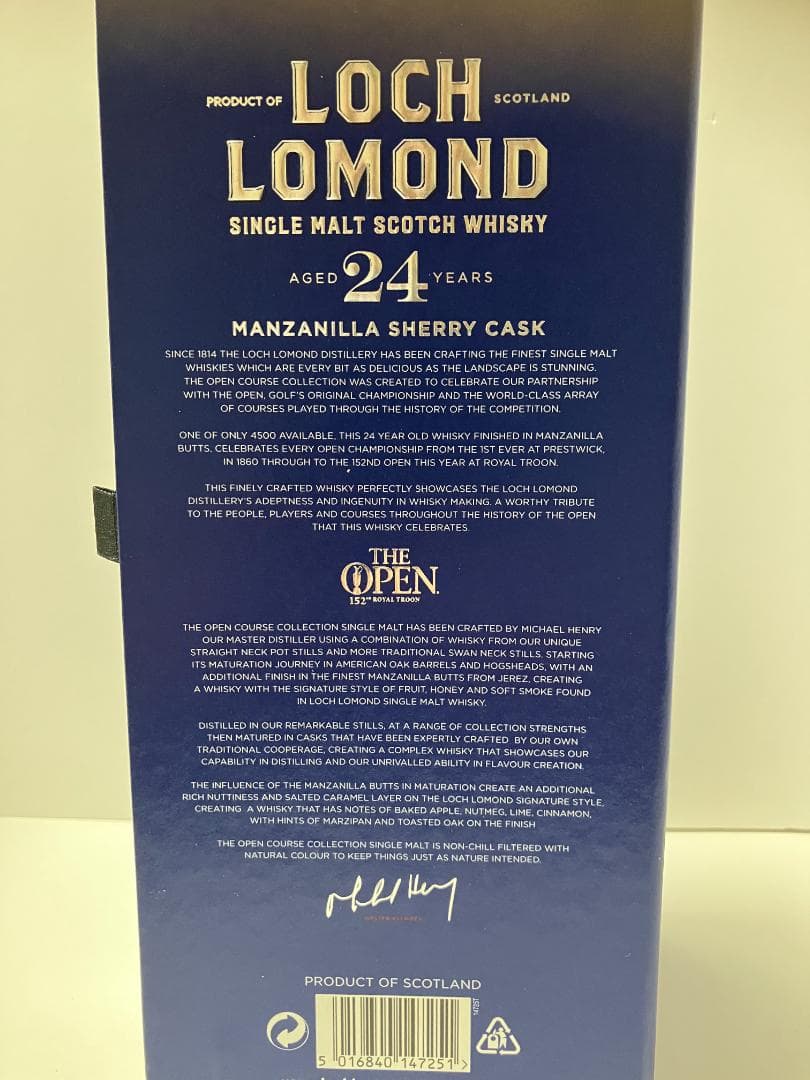 PRODUCT OF LOCH SCOTLAND
LOMOND
SINGLE MALT SCOTCH WHISKY
AGED 24 YEARS
MANZANILLA SHERRY CASK
SINCE 1814 THE LOCH LOMOND DISTILLERY HAS BEEN CRAFTING THE FINEST SINGLE MALT
WHISKIES WHICH ARE EVERY BIT AS DELICIOUS AS THE LANDSCAPE IS STUNNING.
THE OPEN COURSE COLLECTION WAS CREATED TO CELEBRATE OUR PARTNERSHIP
WITH THE OPEN, GOLF'S ORIGINAL CHAMPIONSHIP AND THE WORLD-CLASS ARRAY
OF COURSES PLAYED THROUGH THE HISTORY OF THE COMPETITION.
ONE OF ONLY 4500 AVAILABLE, THIS 24 YEAR OLD WHISKY FINISHED IN MANZANILLA
BUTTS, CELEBRATES EVERY OPEN CHAMPIONSHIP FROM THE 1ST EVER AT PRESTWICK,
IN 1860 THROUGH TO THE 152ND OPEN THIS YEAR AT ROYAL TROON.
THIS FINELY CRAFTED WHISKY PERFECTLY SHOWCASES THE LOCH LOMOND
DISTILLERY'S ADEPTNESS AND INGENUITY IN WHISKY MAKING. A WORTHY TRIBUTE
TO THE PEOPLE, PLAYERS AND COURSES THROUGHOUT THE HISTORY OF THE OPEN
THAT THIS WHISKY CELEBRATES.
THE
OPEN.
152ND ROYAL TROON
THE OPEN COURSE COLLECTION SINGLE MALT HAS BEEN CRAFTED BY MICHAEL HENRY
OUR MASTER DISTILLER USING A COMBINATION OF WHISKY FROM OUR UNIQUE
STRAIGHT NECK POT STILLS AND MORE TRADITIONAL SWAN NECK STILLS. STARTING
ITS MATURATION JOURNEY IN AMERICAN OAK BARRELS AND HOGSHEADS, WITH AN
ADDITIONAL FINISH IN THE FINEST MANZANILLA BUTTS FROM JEREZ, CREATING
A WHISKY WITH THE SIGNATURE STYLE OF FRUIT, HONEY AND SOFT SMOKE FOUND
IN LOCH LOMOND SINGLE MALT WHISKY.
DISTILLED IN OUR REMARKABLE STILLS, AT A RANGE OF COLLECTION STRENGTHS
THEN MATURED IN CASKS THAT HAVE BEEN EXPERTLY CRAFTED BY OUR OWN
TRADITIONAL COOPERAGE, CREATING A COMPLEX WHISKY THAT SHOWCASES OUR
CAPABILITY IN DISTILLING AND OUR UNRIVALLED ABILITY IN FLAVOUR CREATION.
THE INFLUENCE OF THE MANZANILLA BUTTS IN MATURATION CREATE AN ADDITIONAL
RICH NUTTINESS AND SALTED CARAMEL LAYER ON THE LOCH LOMOND SIGNATURE STYLE,
CREATING A WHISKY THAT HAS NOTES OF BAKED APPLE, NUTMEG, LIME, CINNAMON,
WITH HINTS OF MARZIPAN AND TOASTED OAK ON THE FINISH
THE OPEN COURSE COLLECTION SINGLE MALT IS NON-CHILL FILTERED WITH
NATURAL COLOUR TO KEEP THINGS JUST AS NATURE INTENDED.
PRODUCT OF SCOTLAND
14725T
5 016840 147251 >